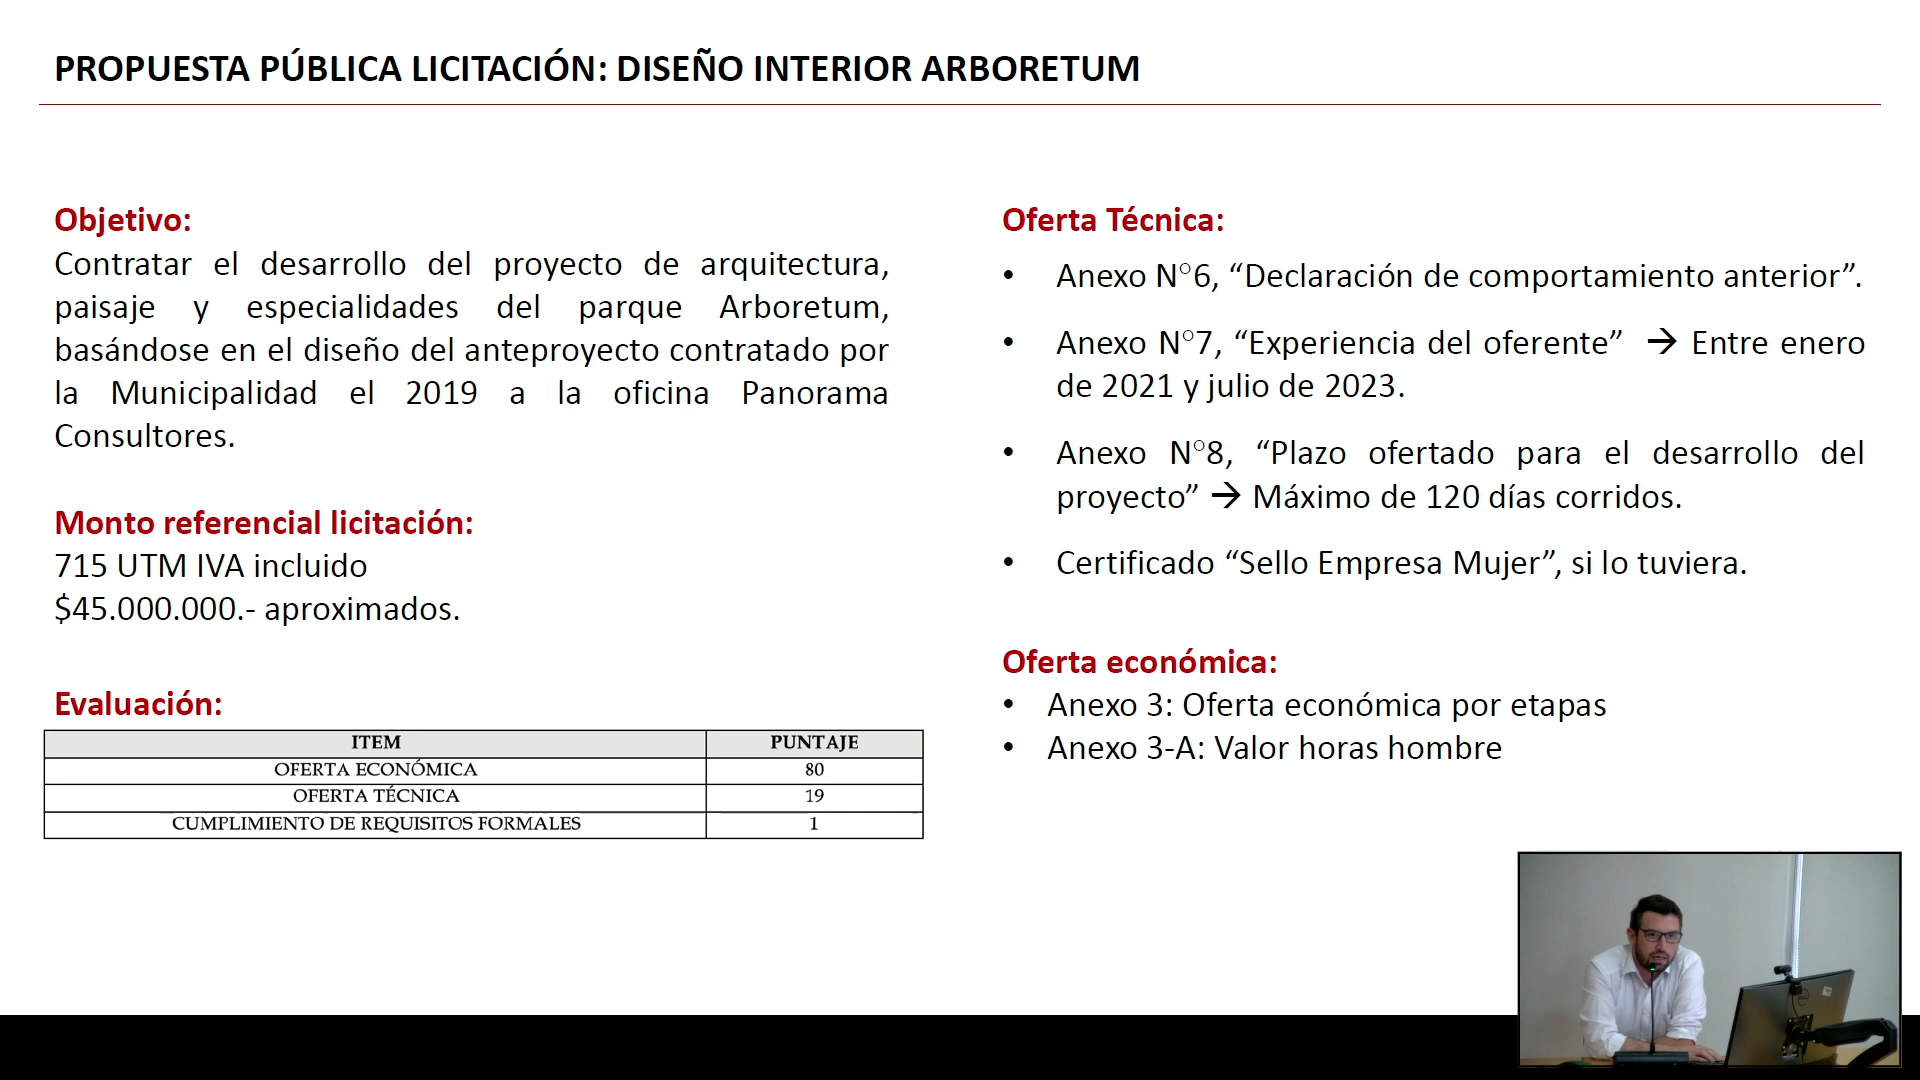 PROPUESTA PÚBLICA LICITACIÓN: DISEÑO INTERIOR ARBORETUM
Objetivo:
Contratar el desarrollo del proyecto de arquitectura,
paisaje y especialidades del parque Arboretum,
basándose en el diseño del anteproyecto contratado por
la Municipalidad el 2019 a la oficina Panorama
Consultores.
Monto referencial licitación:
715 UTM IVA incluido
$45.000.000.- aproximados.
Evaluación:
ITEM PUNTAJE
OFERTA ECONÓMICA 80
OFERTA TÉCNICA 19
CUMPLIMIENTO DE REQUISITOS FORMALES 1
Oferta Técnica:
• Anexo N°6, “Declaración de comportamiento anterior”.
• Anexo N°7, “Experiencia del oferente” → Entre enero
de 2021 y julio de 2023.
• Anexo N°8, “Plazo ofertado para el desarrollo del
proyecto” → Máximo de 120 días corridos.
• Certificado “Sello Empresa Mujer”, si lo tuviera.
Oferta económica:
• Anexo 3: Oferta económica por etapas
• Anexo 3-A: Valor horas hombre